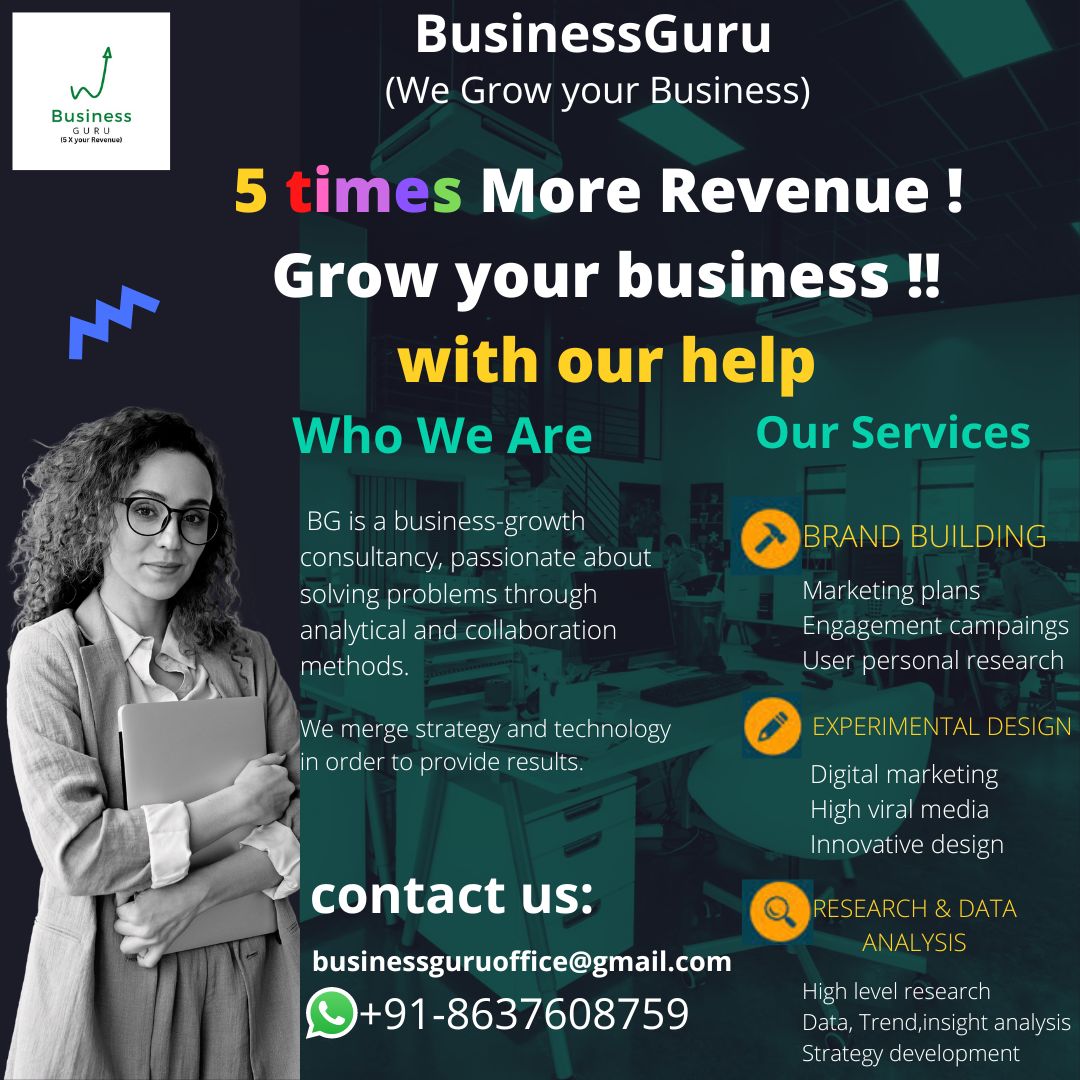 Business
GURU
(5 X your Revenue)
BusinessGuru
(We Grow your Business)
5 times More Revenue !
Grow your business !!
with our help
Who We Are
BG is a business-growth
consultancy, passionate about
solving problems through
analytical and collaboration
methods.
We merge strategy and technology
in order to provide results.
contact us:
businessguruoffice@gmail.com
+91-8637608759
Our Services
BRAND BUILDING
Marketing plans
Engagement campaings
User personal research
EXPERIMENTAL DESIGN
Digital marketing
High viral media
Innovative design
RESEARCH & DATA
ANALYSIS
High level research
Data, Trend,insight analysis
Strategy development